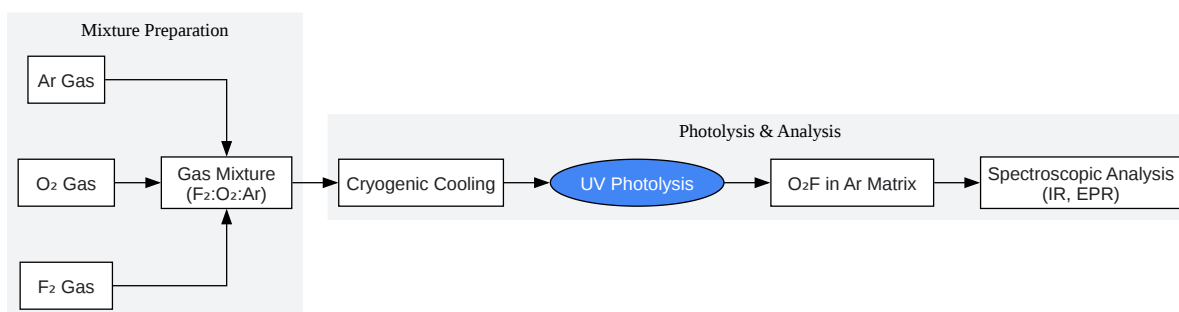 Mixture Preparation
Ar Gas
O₂ Gas
F₂ Gas
Gas Mixture
(F₂:O₂:Ar)
Photolysis & Analysis
Cryogenic Cooling
UV Photolysis
O₂F in Ar Matrix
Spectroscopic Analysis
(IR, EPR)